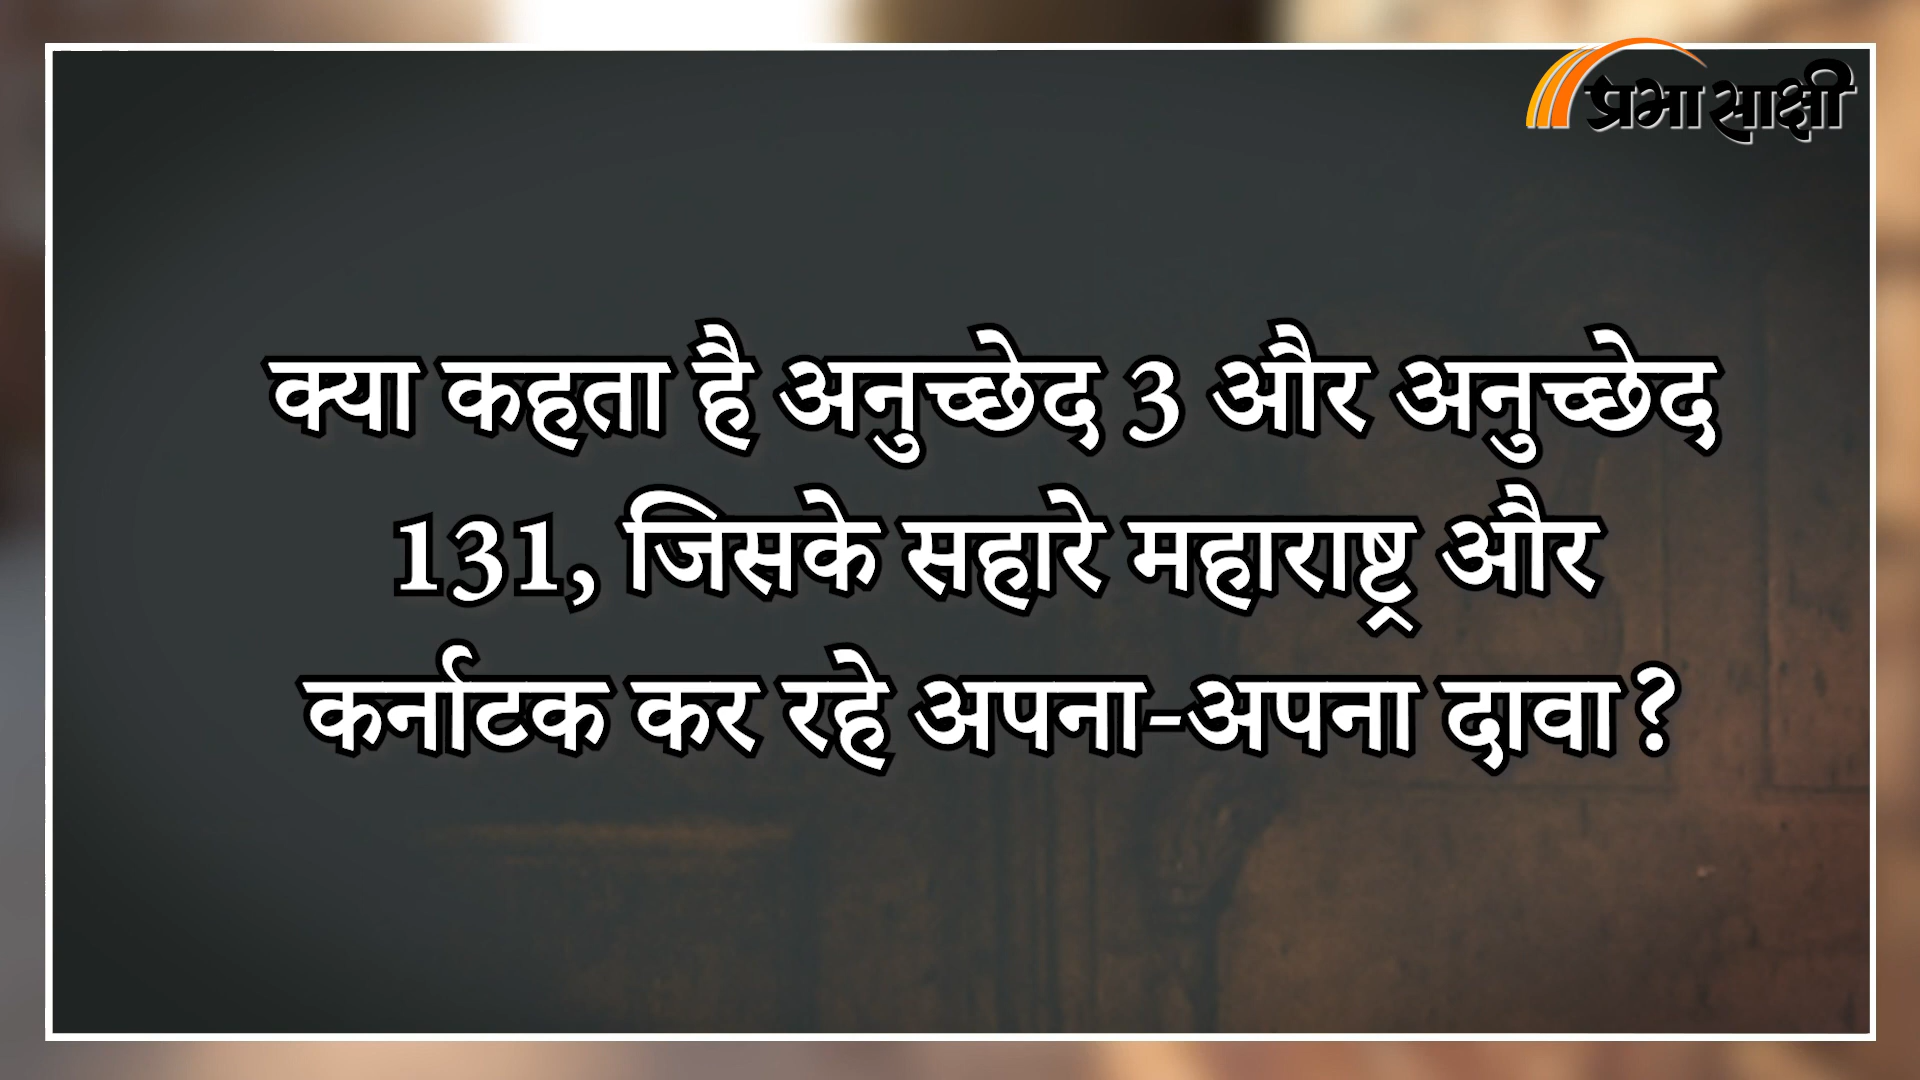 प्रभासाक्षी
क्या कहता है अनुच्छेद 3 और अनुच्छेद
131, जिसके सहारे महाराष्ट्र और
कर्नाटक कर रहे अपना-अपना दावा?